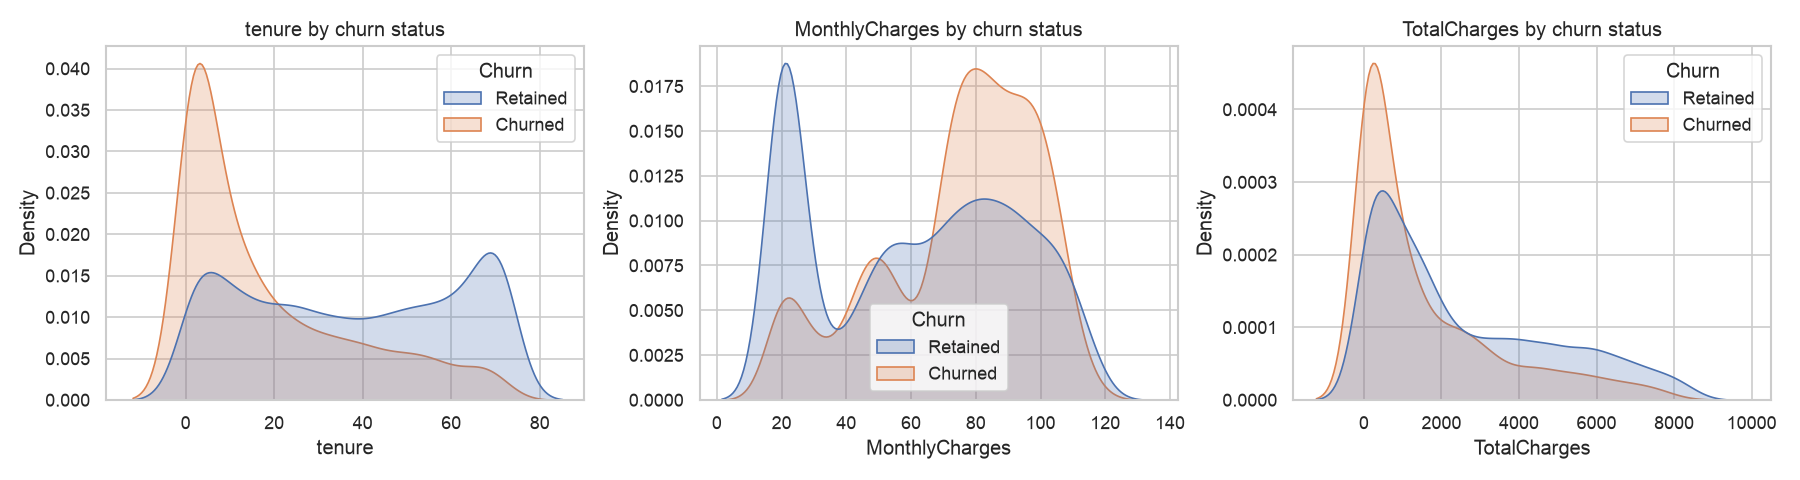 tenure by churn status
Churn
Retained
Churned
0.040
0.035
0.030
0.025
0.020
0.015
0.010
0.005
0.000
Density
0
20
40
60
80
tenure
MonthlyCharges by churn status
0.0175
0.0150
0.0125
0.0100
0.0075
0.0050
0.0025
0.0000
Density
Churn
Retained
Churned
0
20
40
60
80
100
120
140
MonthlyCharges
TotalCharges by churn status
Churn
Retained
Churned
0.0004
0.0003
0.0002
0.0001
0.0000
Density
0
2000
4000
6000
8000
10000
TotalCharges